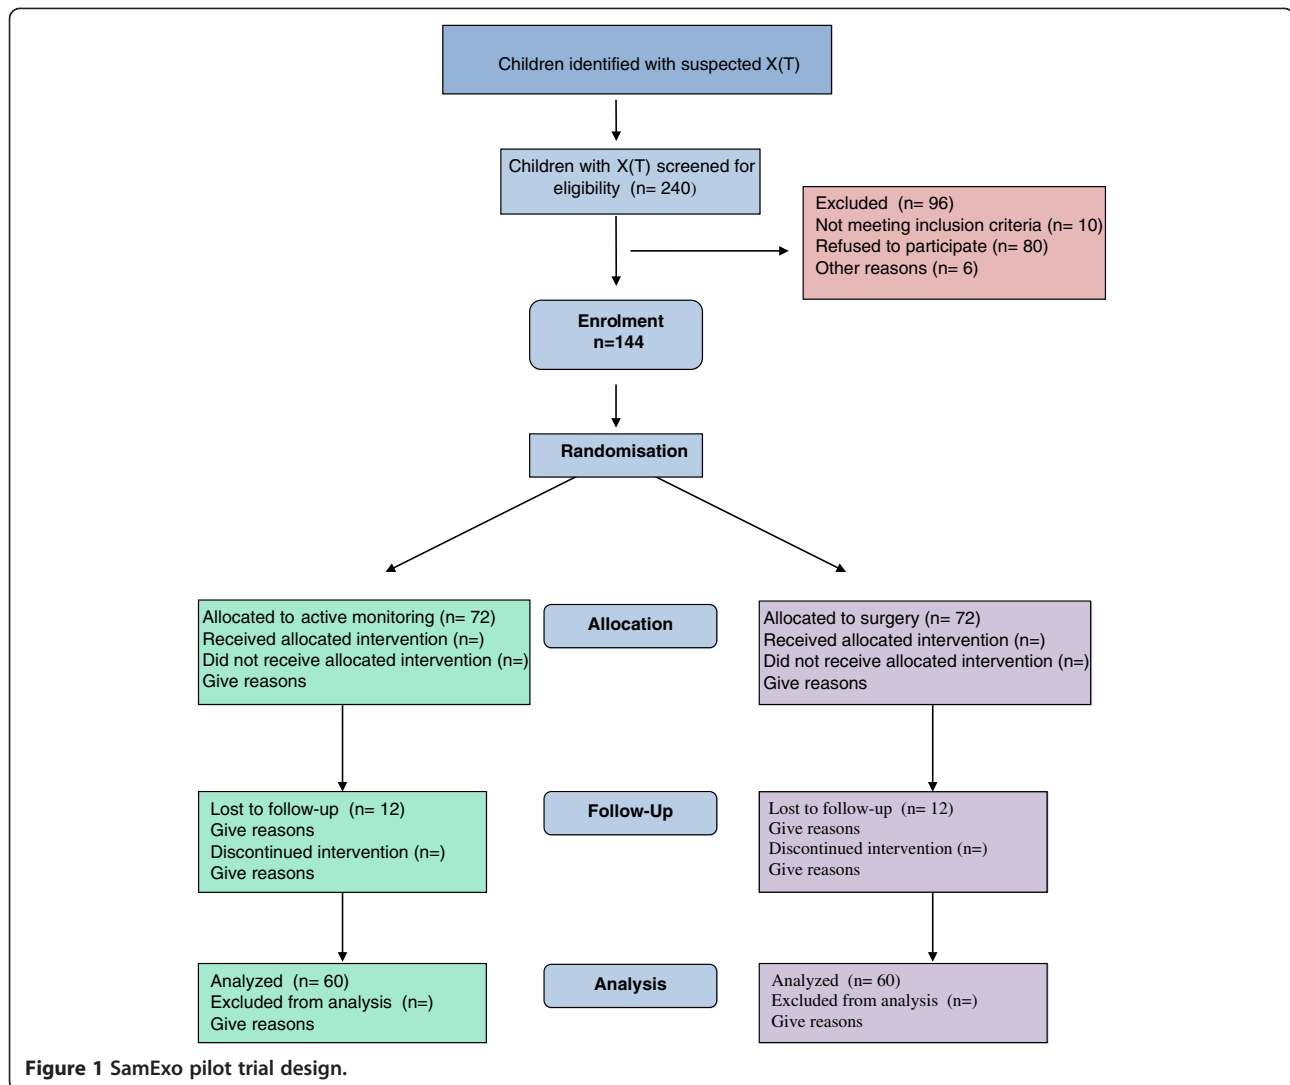 Children identified with suspected X(T)
Children with X(T) screened for
eligibility (n= 240)
Excluded (n= 96)
Not meeting inclusion criteria (n= 10)
Refused to participate (n= 80)
Other reasons (n= 6)
Enrolment
n=144
Randomisation
Allocated to active monitoring (n= 72)
Received allocated intervention (n=)
Did not receive allocated intervention (n=)
Give reasons
Allocation
Allocated to surgery (n= 72)
Received allocated intervention (n=)
Did not receive allocated intervention (n=)
Give reasons
Lost to follow-up (n= 12)
Give reasons
Discontinued intervention (n=)
Give reasons
Follow-Up
Lost to follow-up (n= 12)
Give reasons
Discontinued intervention (n=)
Give reasons
Analyzed (n= 60)
Excluded from analysis (n=)
Give reasons
Analysis
Analyzed (n= 60)
Excluded from analysis (n=)
Give reasons
Figure 1 SamExo pilot trial design.